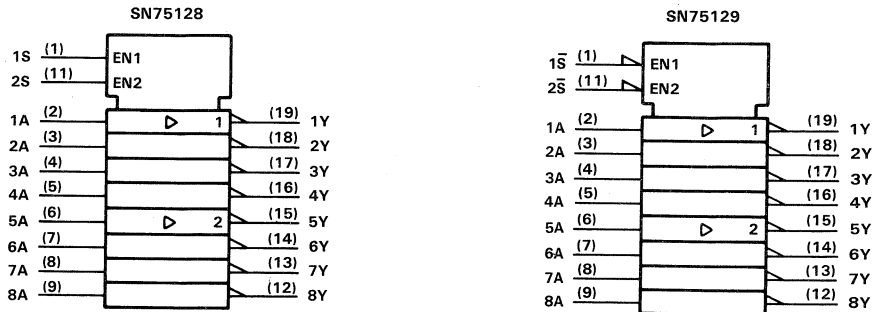 SN75128
1S (1) EN1
2S (11) EN2
1A (2) ▷ 1 (19) 1Y
2A (3) (18) 2Y
3A (4) (17) 3Y
4A (5) (16) 4Y
5A (6) ▷ 2 (15) 5Y
6A (7) (14) 6Y
7A (8) (13) 7Y
8A (9) (12) 8Y
SN75129
1S̅ (1) EN1
2S̅ (11) EN2
1A (2) ▷ 1 (19) 1Y
2A (3) (18) 2Y
3A (4) (17) 3Y
4A (5) (16) 4Y
5A (6) ▷ 2 (15) 5Y
6A (7) (14) 6Y
7A (8) (13) 7Y
8A (9) (12) 8Y